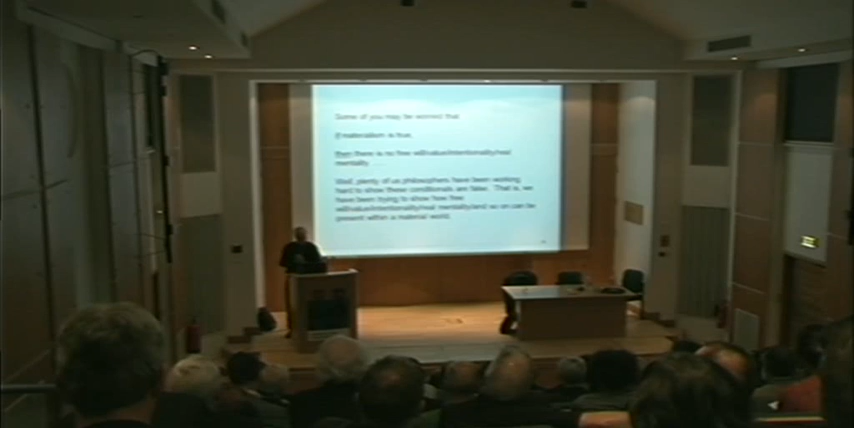 Some of you may be worried that
if materialism is true,
then there is no free will/value/intentionality/real
mentality.
Well, plenty of us philosophers have been working
hard to show these conditionals are false. That is, we
have been trying to show how free
will/value/intentionality/real mentality/and so on can be
present within a material world.